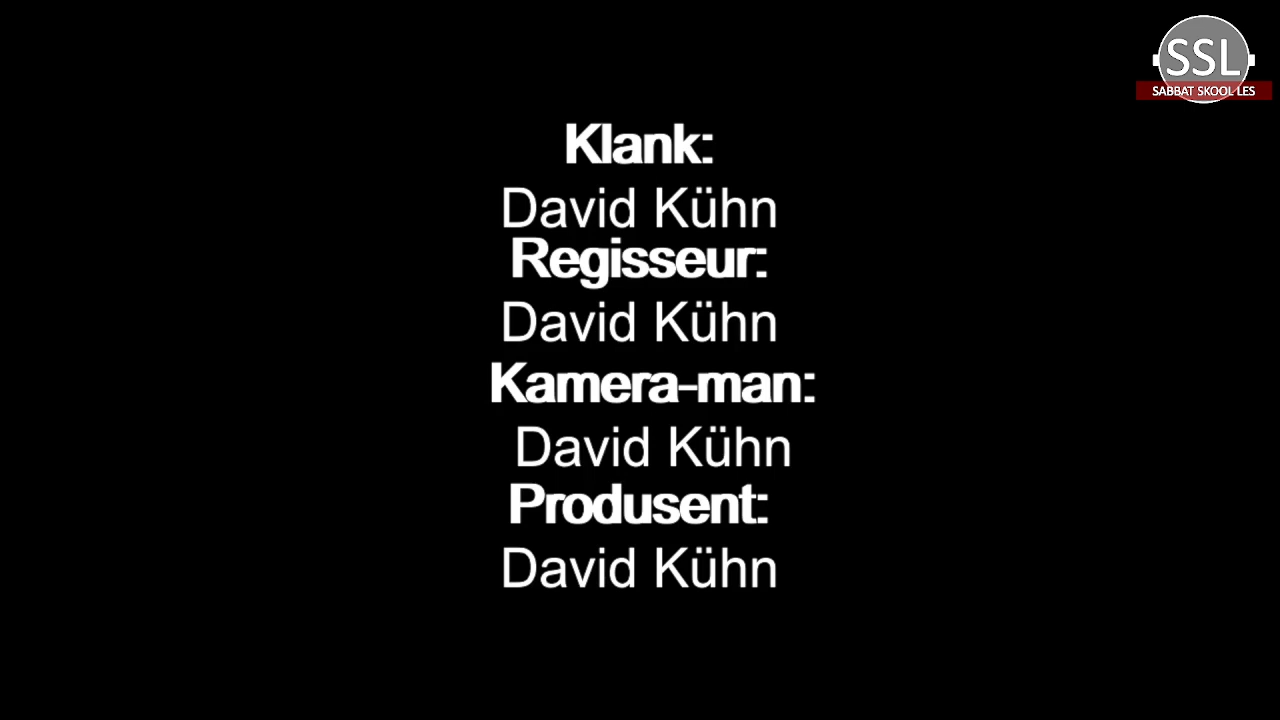 SSL
SABBAT SKOOL LES
Klank:
David Kühn
Regisseur:
David Kühn
Kamera-man:
David Kühn
Produsent:
David Kühn